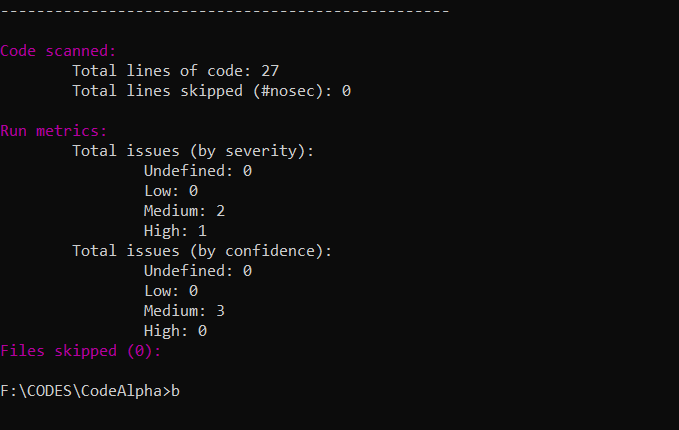 --------------------------------------------------
Code scanned:
Total lines of code: 27
Total lines skipped (#nosec): 0
Run metrics:
Total issues (by severity):
Undefined: 0
Low: 0
Medium: 2
High: 1
Total issues (by confidence):
Undefined: 0
Low: 0
Medium: 3
High: 0
Files skipped (0):
F:\CODES\CodeAlpha>b